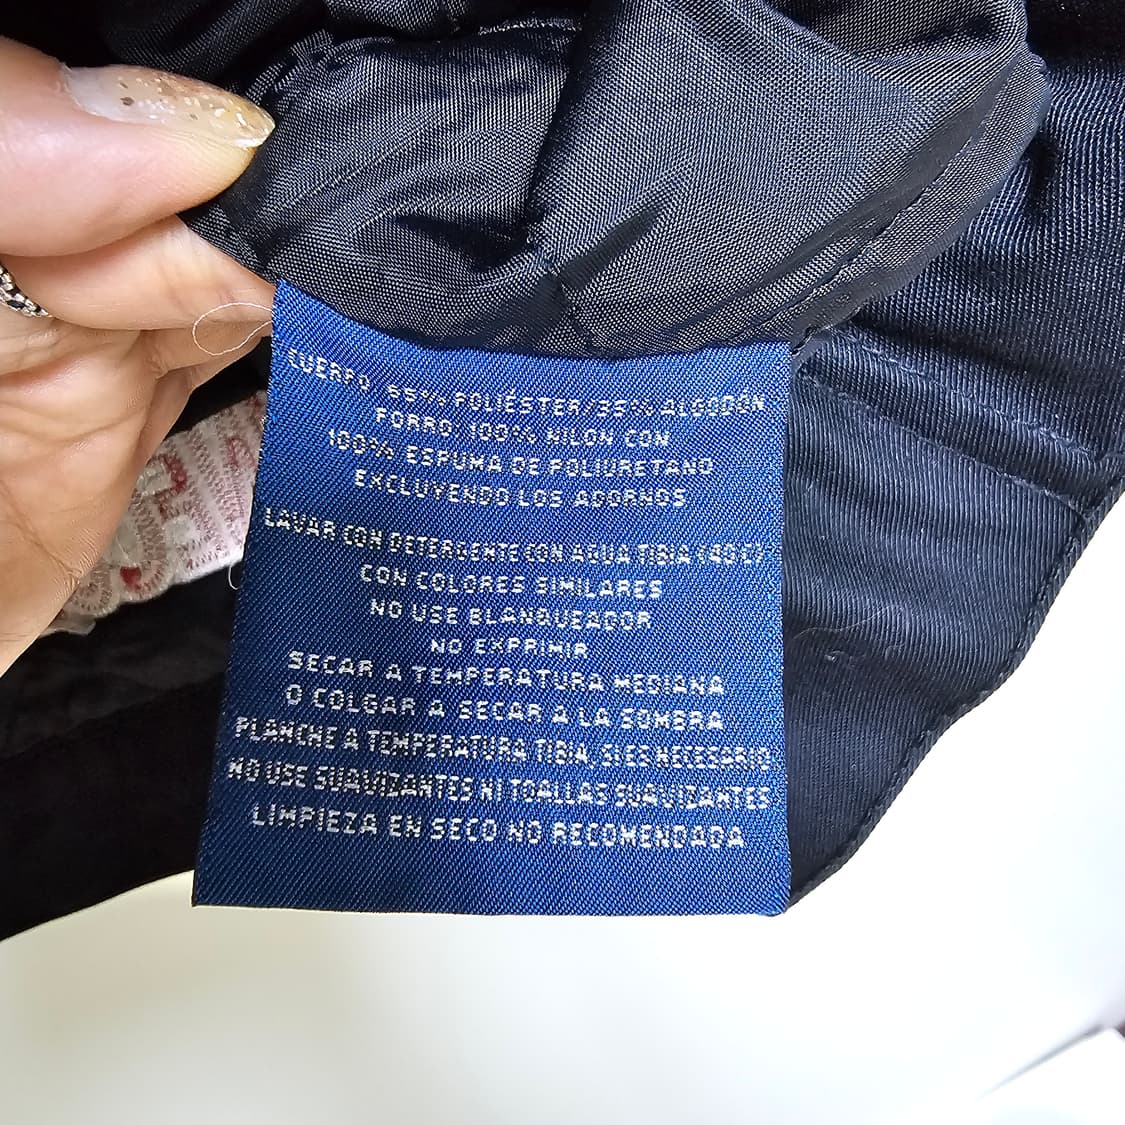 CUERPO 65% POLIÉSTER/35% ALGODÓN
FORRO 100% NILON CON
100% ESPUMA DE POLIURETANO
EXCLUYENDO LOS ADORNOS
LAVAR CON DETERGENTE CON AGUA TIBIA (40 C)
CON COLORES SIMILARES
NO USE BLANQUEADOR
NO EXPRIMIR
SECAR A TEMPERATURA MEDIANA
O COLGAR A SECAR A LA SOMBRA
PLANCHE A TEMPERATURA TIBIA, SI ES NECESARIO
NO USE SUAVIZANTES NI TOALLAS SUAVIZANTES
LIMPIEZA EN SECO NO RECOMENDADA